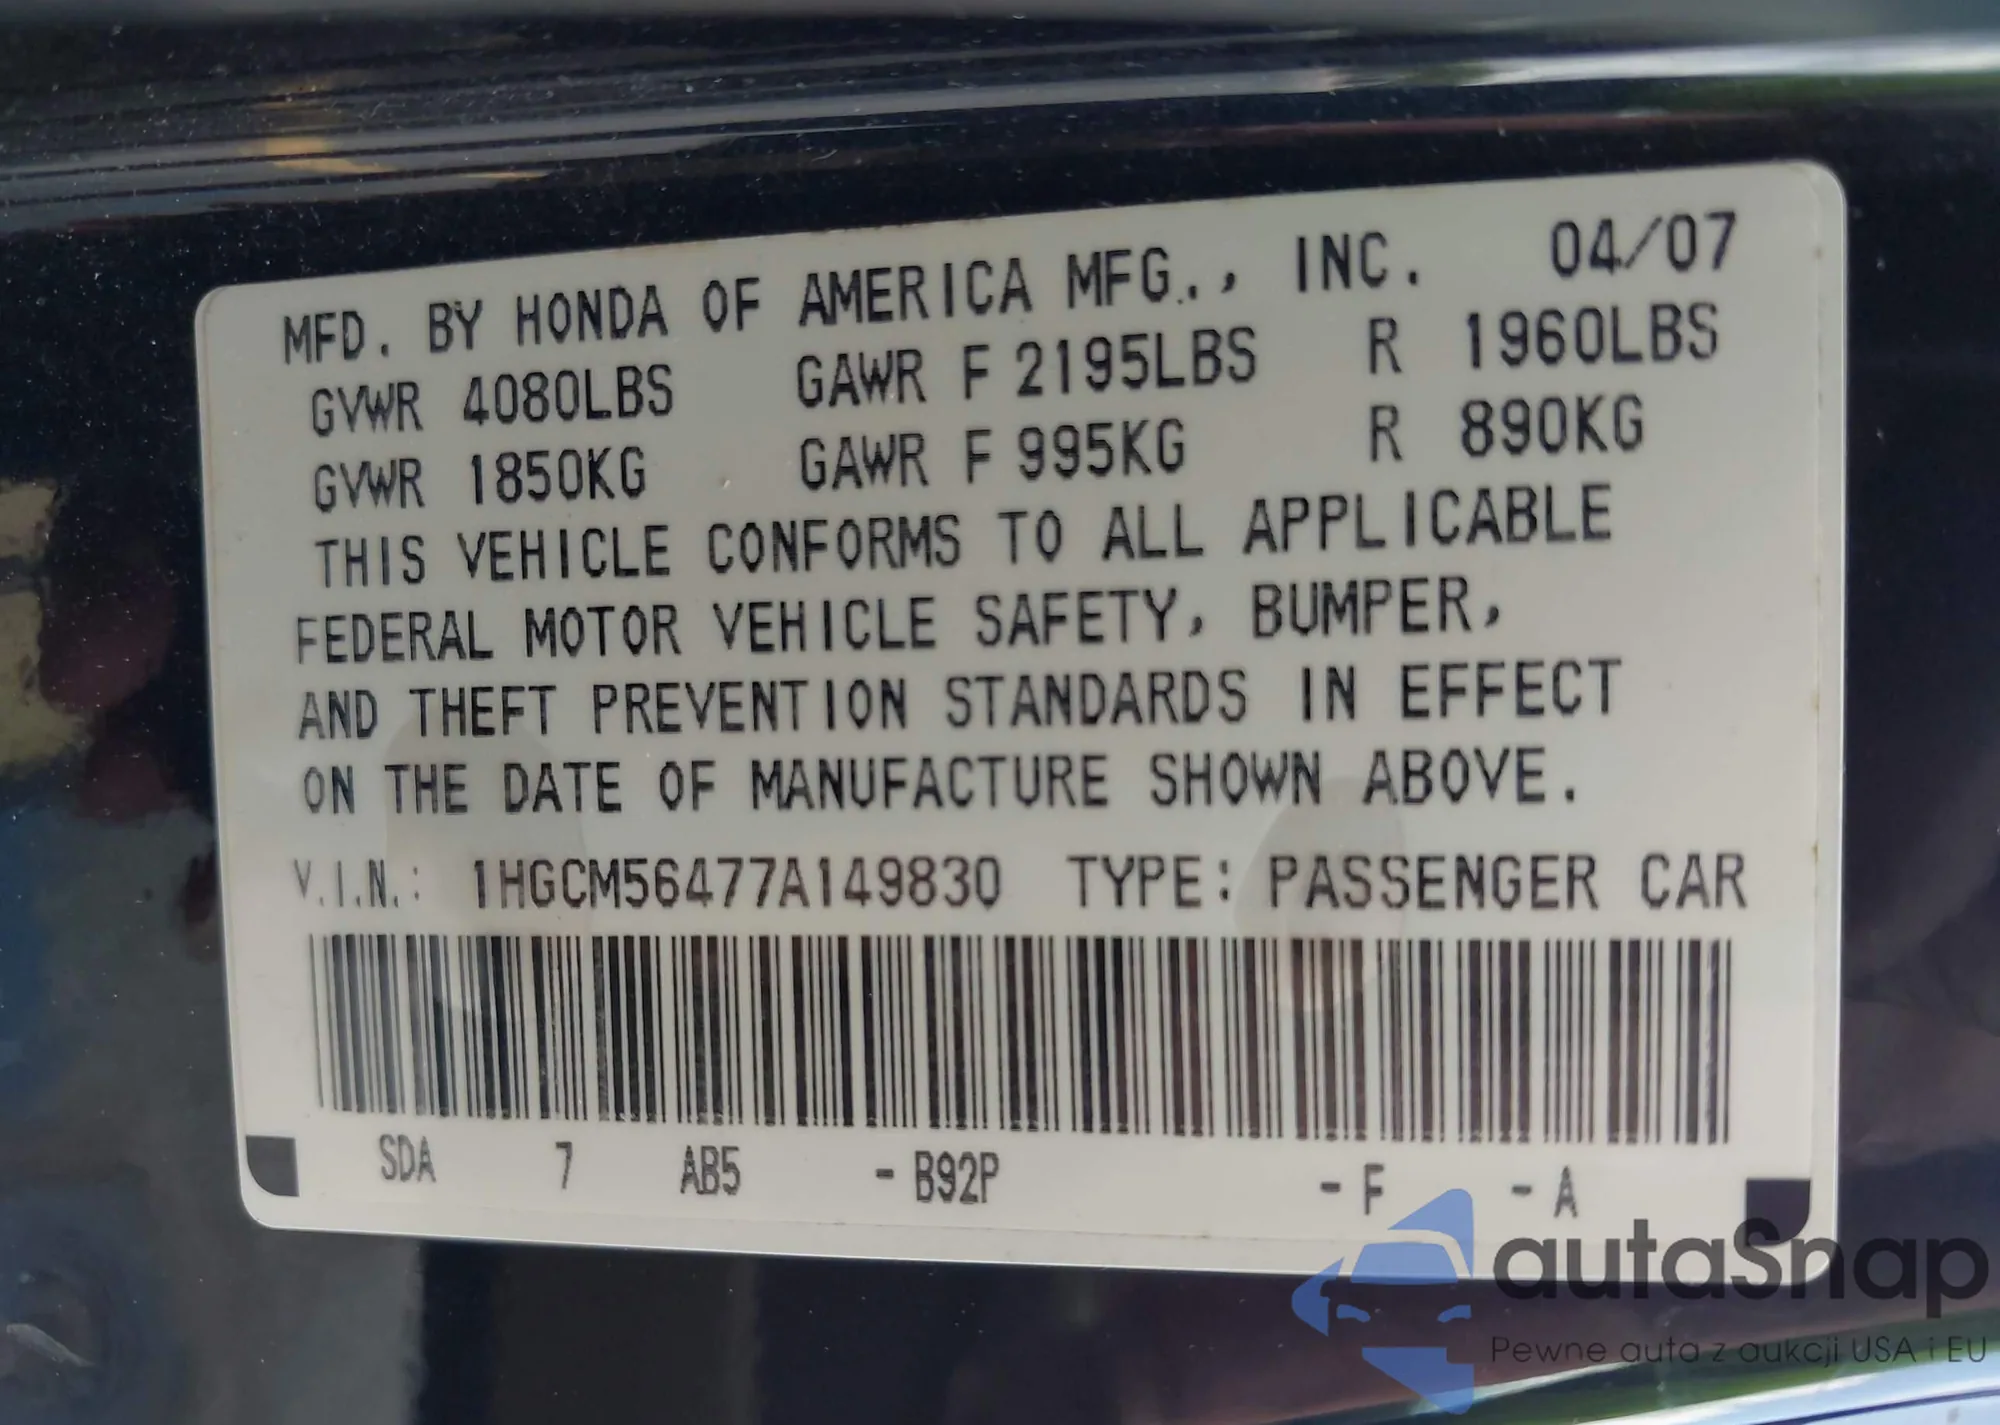 MFD. BY HONDA OF AMERICA MFG., INC. 04/07
GVWR 4080LBS GAWR F 2195LBS R 1960LBS
GVWR 1850KG GAWR F 995KG R 890KG
THIS VEHICLE CONFORMS TO ALL APPLICABLE
FEDERAL MOTOR VEHICLE SAFETY, BUMPER,
AND THEFT PREVENTION STANDARDS IN EFFECT
ON THE DATE OF MANUFACTURE SHOWN ABOVE.
V.I.N.: 1HGCM56477A149830 TYPE: PASSENGER CAR
SDA 7 AB5 - B92P - F - A
autaSnap
Pewne auta z aukcji USA i EU